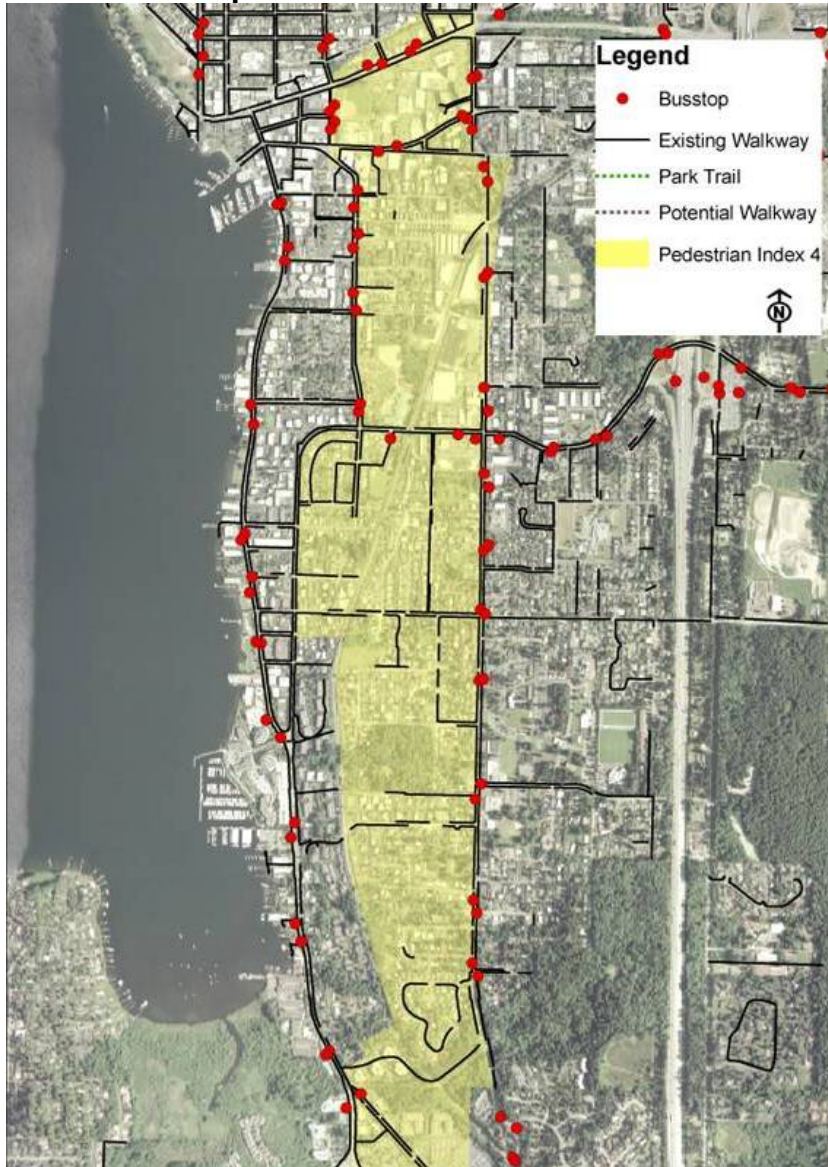 Legend
Busstop
Existing Walkway
Park Trail
Potential Walkway
Pedestrian Index 4
N